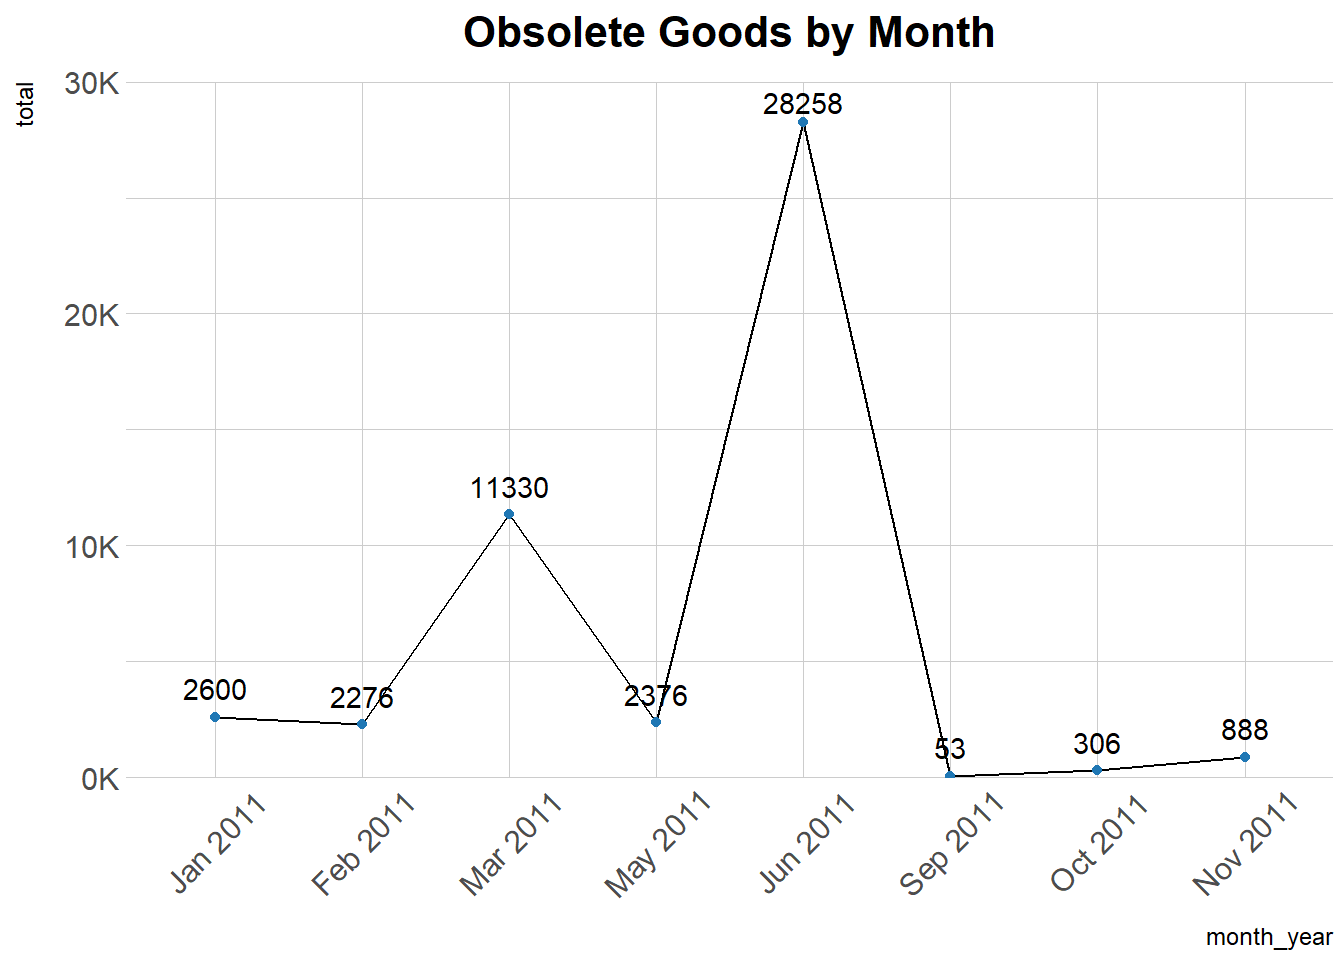 Obsolete Goods by Month
total
30K
20K
10K
0K
2600
2276
11330
2376
28258
53
306
888
Jan 2011
Feb 2011
Mar 2011
May 2011
Jun 2011
Sep 2011
Oct 2011
Nov 2011
month_year